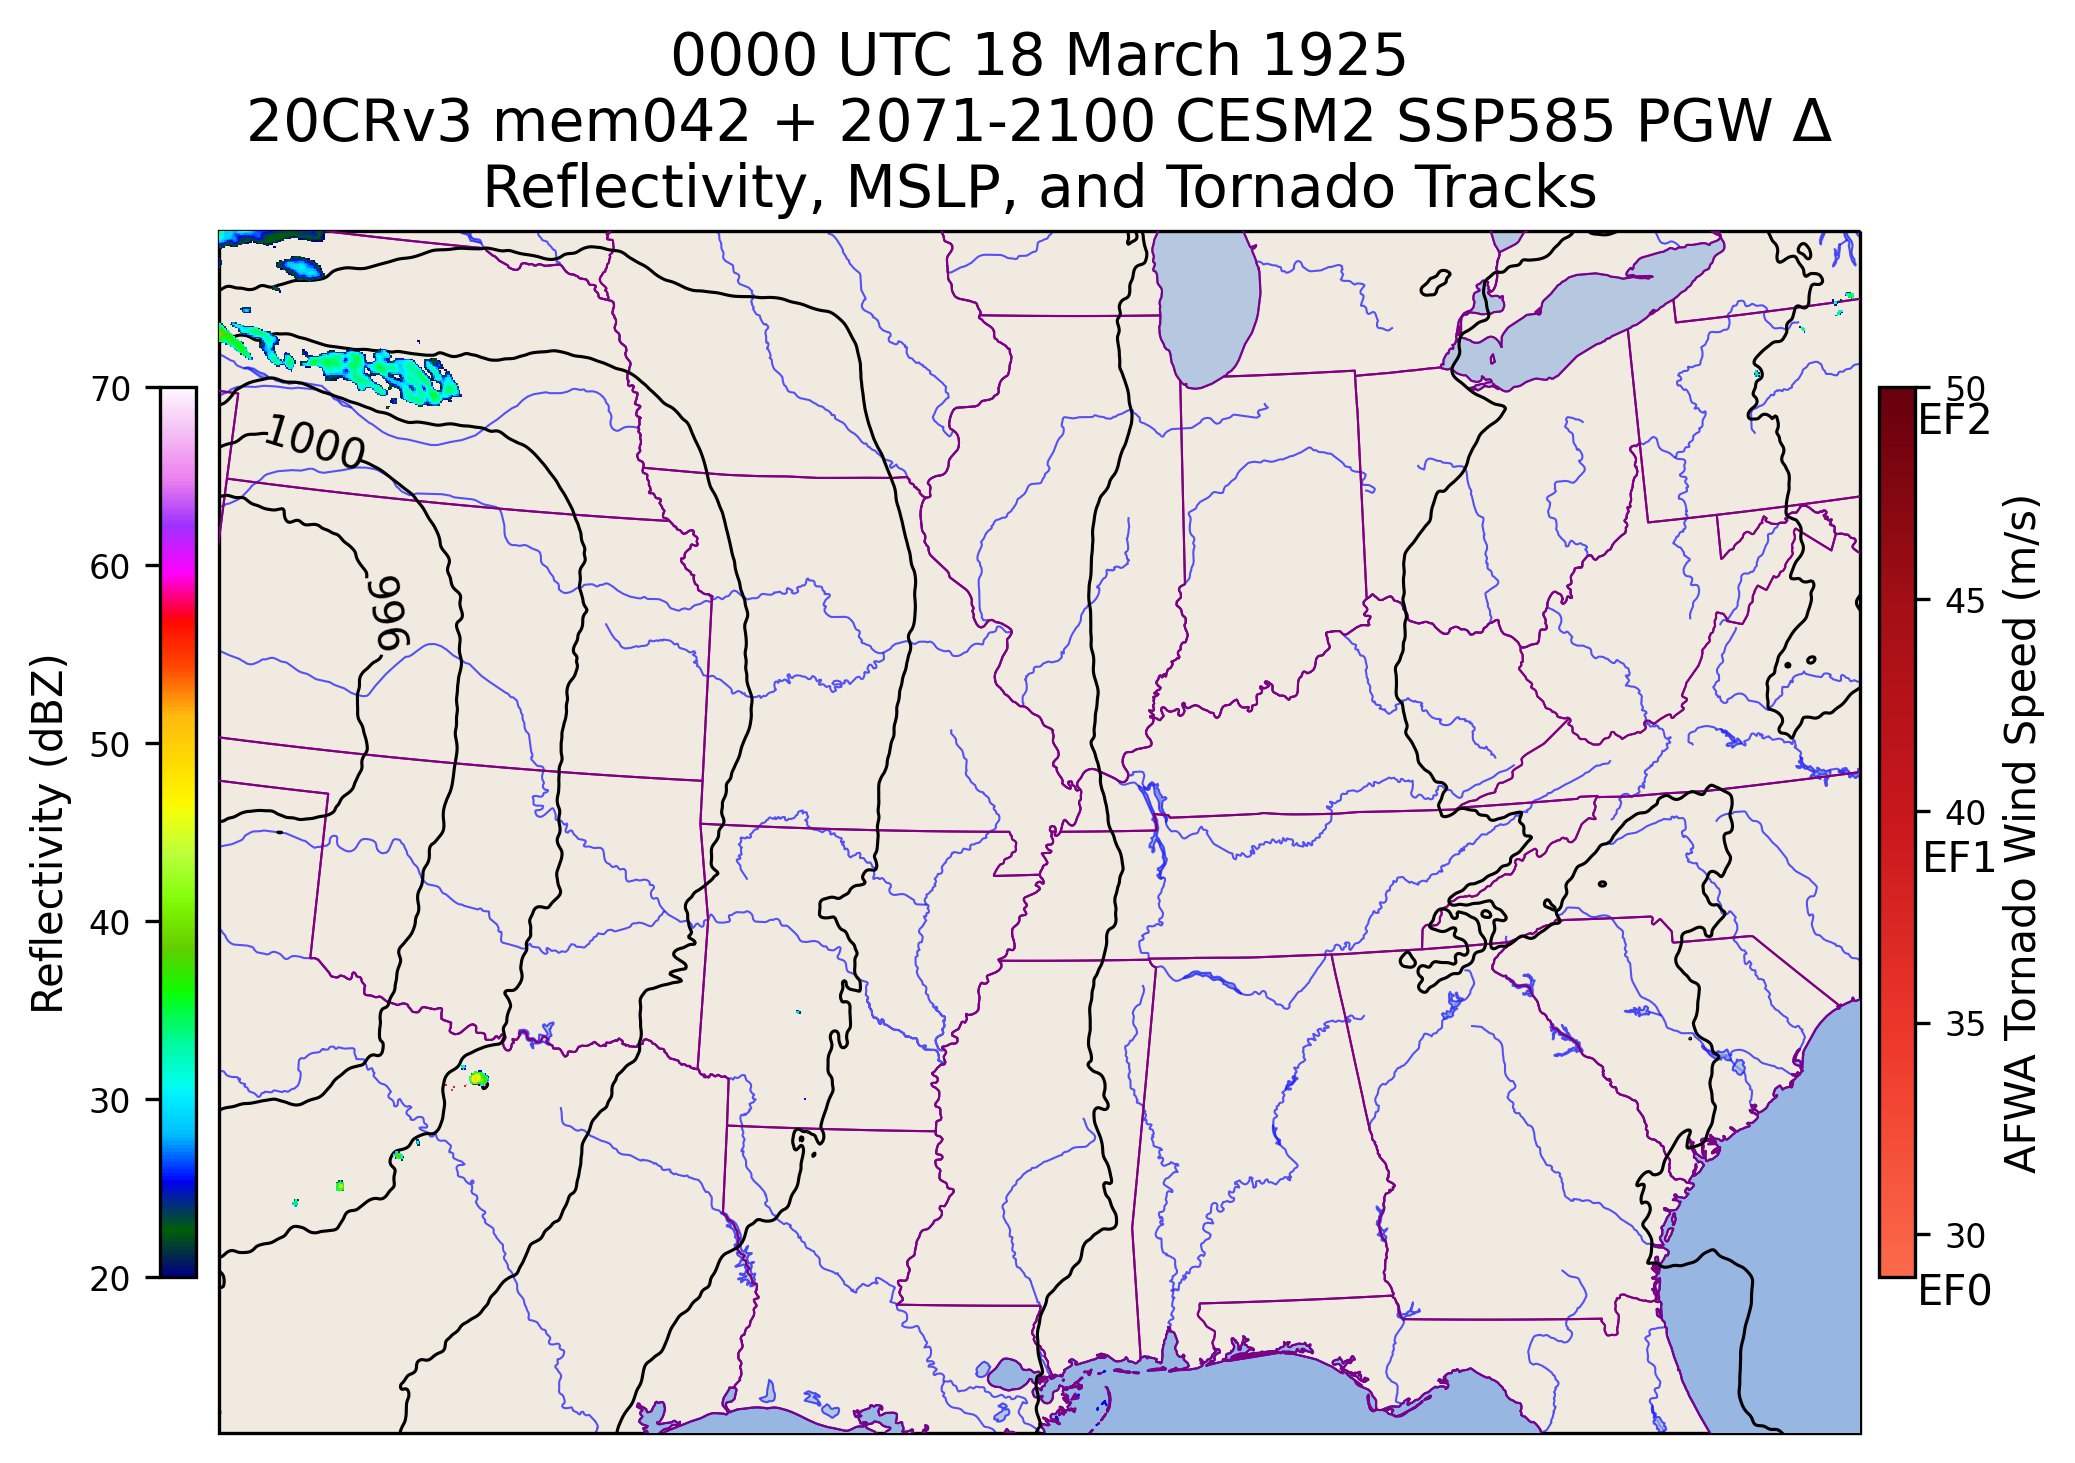 0000 UTC 18 March 1925
20CRv3 mem042 + 2071-2100 CESM2 SSP585 PGW Δ
Reflectivity, MSLP, and Tornado Tracks
Reflectivity (dBZ)
70
60
50
40
30
20
1000
996
50
EF2
45
40
EF1
35
30
EF0
AFWA Tornado Wind Speed (m/s)